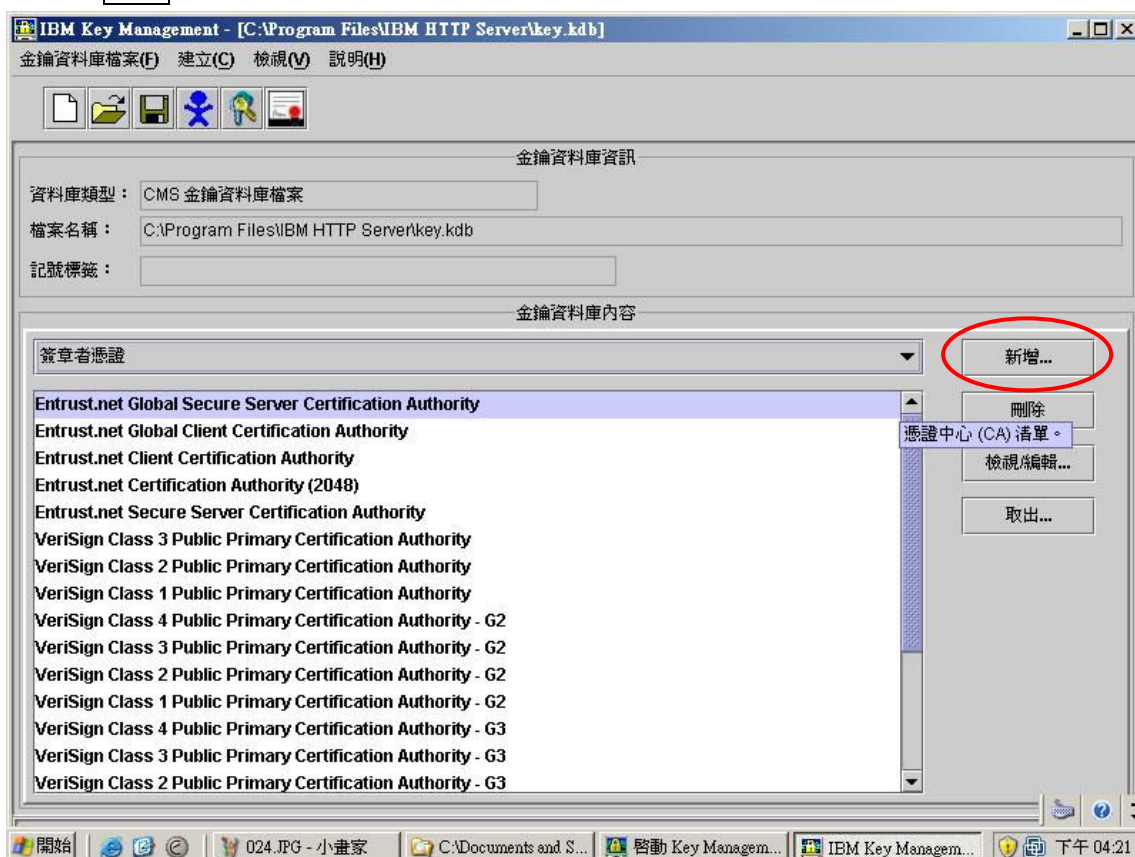 IBM Key Management - [C:\Program Files\IBM HTTP Server\key.kdb]
金鑰資料庫檔案(F) 建立(C) 檢視(V) 說明(H)
金鑰資料庫資訊
資料庫類型： CMS 金鑰資料庫檔案
檔案名稱： C:\Program Files\IBM HTTP Server\key.kdb
記號標籤：
金鑰資料庫內容
簽章者憑證
新增...
Entrust.net Global Secure Server Certification Authority
刪除
Entrust.net Global Client Certification Authority
憑證中心 (CA) 清單。
Entrust.net Client Certification Authority
檢視/編輯...
Entrust.net Certification Authority (2048)
Entrust.net Secure Server Certification Authority
取出...
VeriSign Class 3 Public Primary Certification Authority
VeriSign Class 2 Public Primary Certification Authority
VeriSign Class 1 Public Primary Certification Authority
VeriSign Class 4 Public Primary Certification Authority - G2
VeriSign Class 3 Public Primary Certification Authority - G2
VeriSign Class 2 Public Primary Certification Authority - G2
VeriSign Class 1 Public Primary Certification Authority - G2
VeriSign Class 4 Public Primary Certification Authority - G3
VeriSign Class 3 Public Primary Certification Authority - G3
VeriSign Class 2 Public Primary Certification Authority - G3
開始 024.JPG - 小畫家 C:\Documents and S... 啟動 Key Managem... IBM Key Managem... 下午 04:21